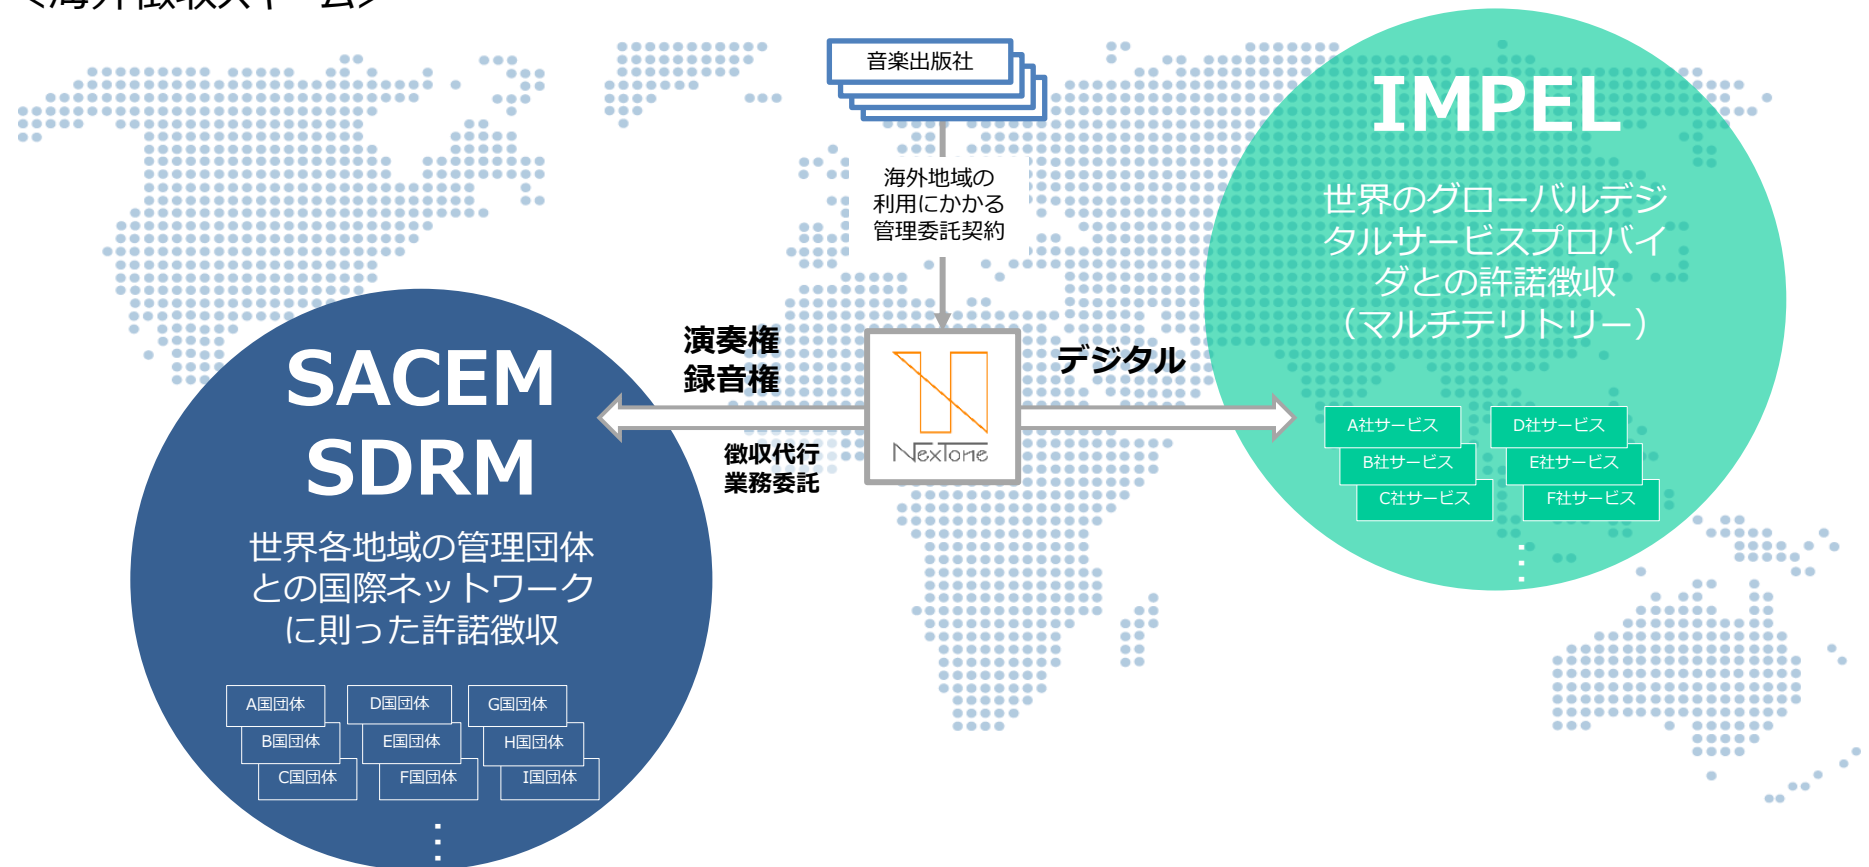 ＜海外徴収スキーム＞
音楽出版社
海外地域の
利用にかかる
管理委託契約
IMPEL
世界のグローバルデジ
タルサービスプロバイ
ダとの許諾徴収
（マルチテリトリー）
A社サービス
B社サービス
C社サービス
D社サービス
E社サービス
F社サービス
⋮
デジタル
NexTone
演奏権
録音権
徴収代行
業務委託
SACEM
SDRM
世界各地域の管理団体
との国際ネットワーク
に則った許諾徴収
A国団体
B国団体
C国団体
D国団体
E国団体
F国団体
G国団体
H国団体
I国団体
⋮